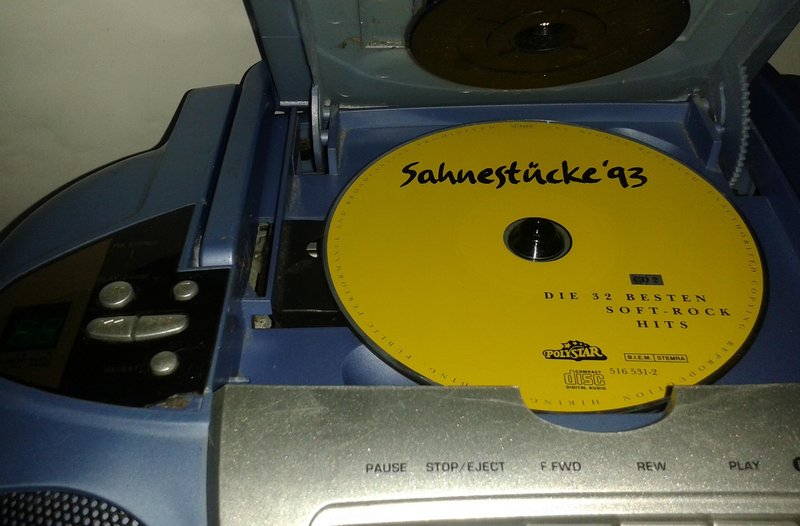 Sahnestücke '93
CD 2
DIE 32 BESTEN
SOFT-ROCK
HITS
POLYSTAR
B.I.E.M. STEMRA
COMPACT
disc
DIGITAL AUDIO
516 531-2
REPEAT
PAUSE STOP/EJECT F.FWD REW PLAY